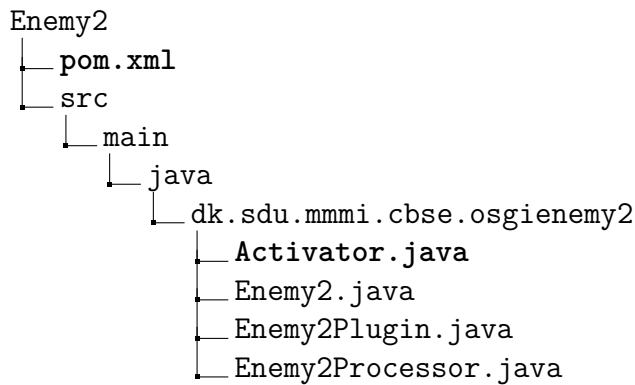 Enemy2
pom.xml
src
main
java
dk.sdu.mmmi.cbse.osgienemy2
Activator.java
Enemy2.java
Enemy2Plugin.java
Enemy2Processor.java